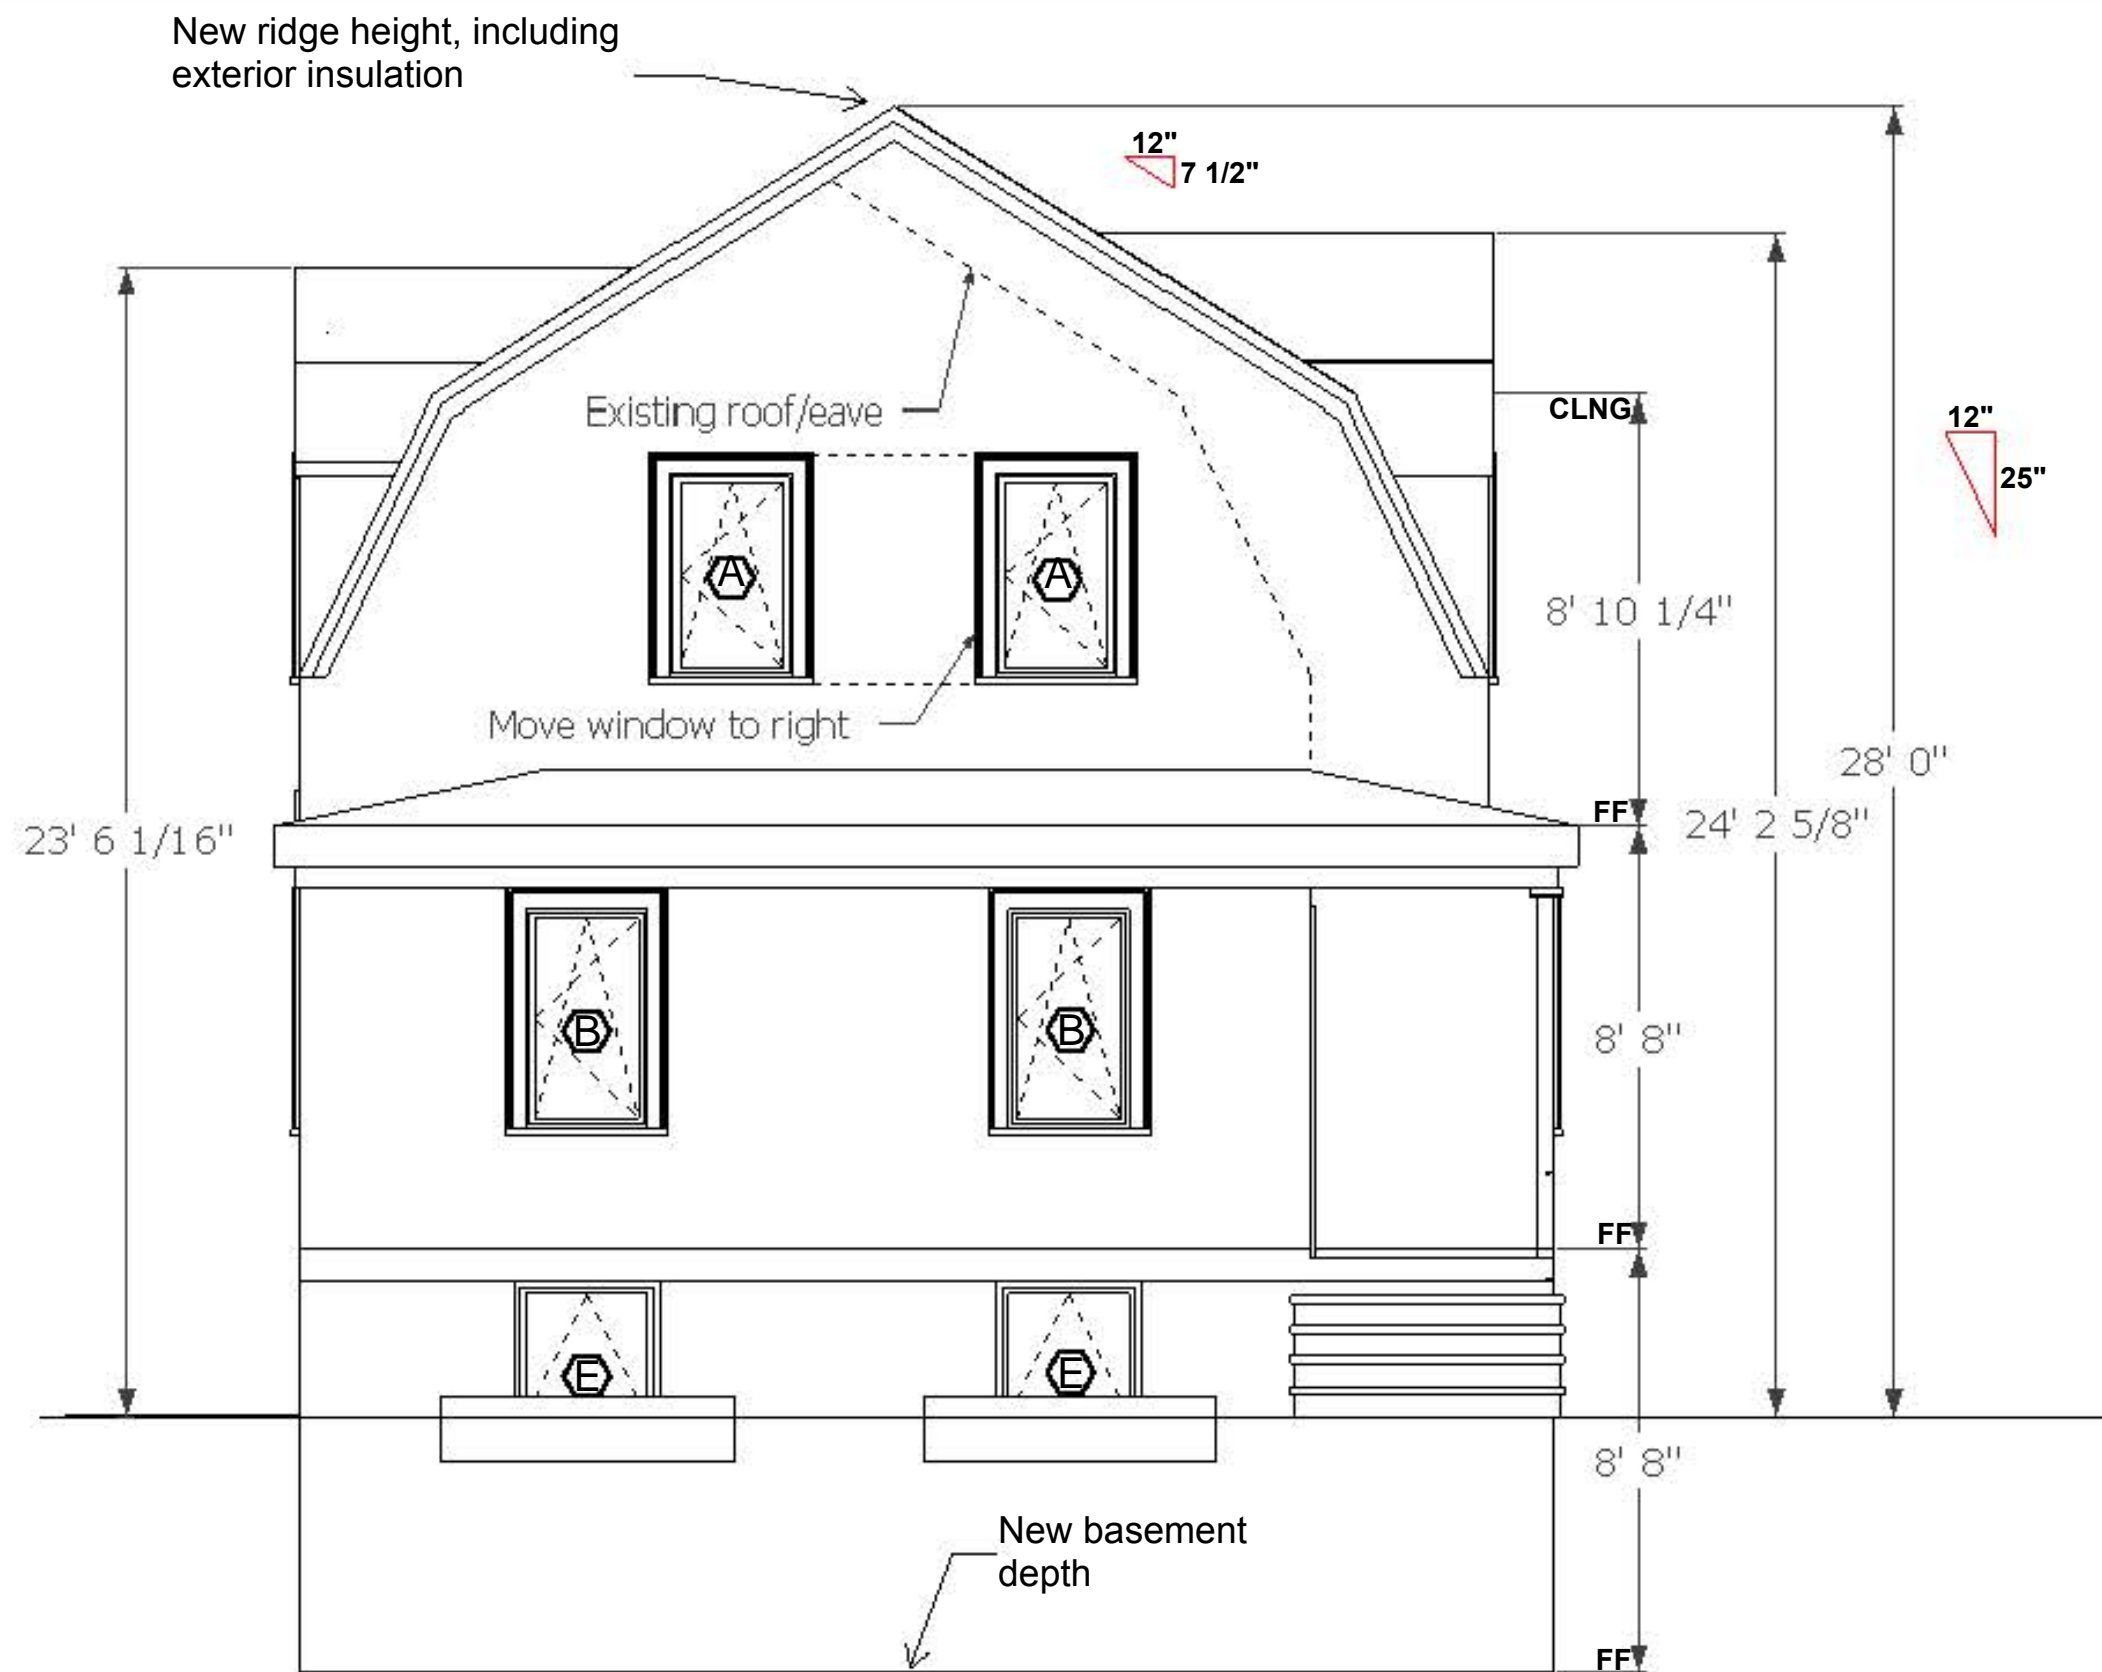 New ridge height, including
exterior insulation
12"
7 1/2"
Existing roof/eave
CLNG
12"
25"
A
A
8' 10 1/4"
Move window to right
28' 0"
FF
23' 6 1/16"
24' 2 5/8"
B
B
8' 8"
FF
E
E
8' 8"
New basement
depth
FF